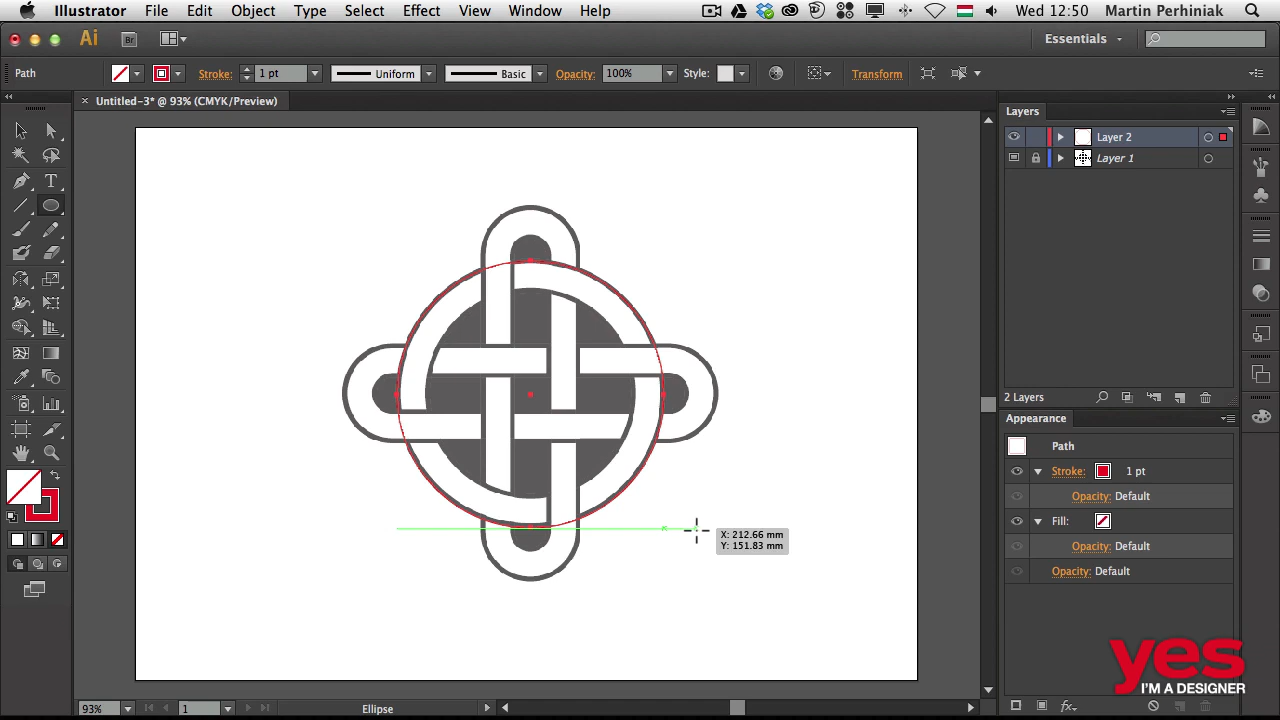 Illustrator File Edit Object Type Select Effect View Window Help Wed 12:50 Martin Perhiniak
Ai Br Essentials
Path Stroke: 1 pt Uniform Basic Opacity: 100% Style: Transform
× Untitled-3* @ 93% (CMYK/Preview)
Layers
Layer 2
Layer 1
2 Layers
Appearance
Path
Stroke: 1 pt
Opacity: Default
Fill:
Opacity: Default
Opacity: Default
X: 212.66 mm
Y: 151.83 mm
yes
I'M A DESIGNER
93% 1 Ellipse
fx